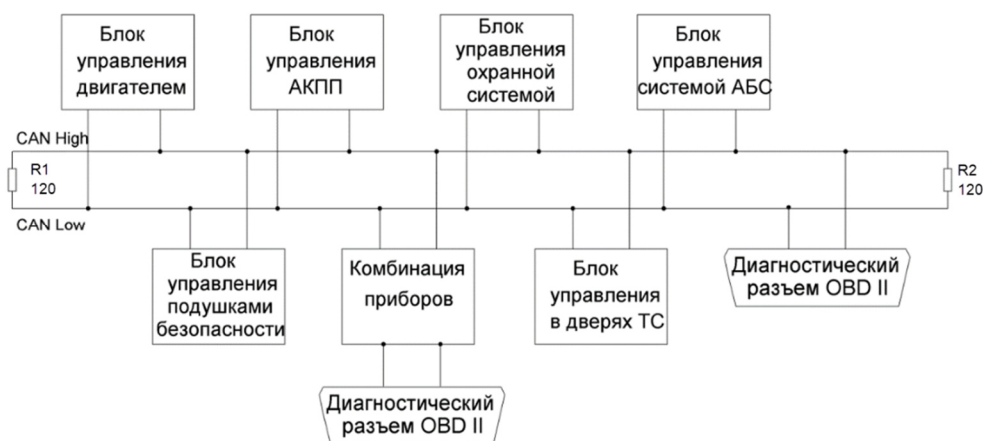 Блок
управления
двигателем
Блок
управления
АКПП
Блок
управления
охранной
системой
Блок
управления
системой АБС
CAN High
R1
120
R2
120
CAN Low
Блок
управления
подушками
безопасности
Комбинация
приборов
Блок
управления
в дверях ТС
Диагностический
разъем OBD II
Диагностический
разъем OBD II